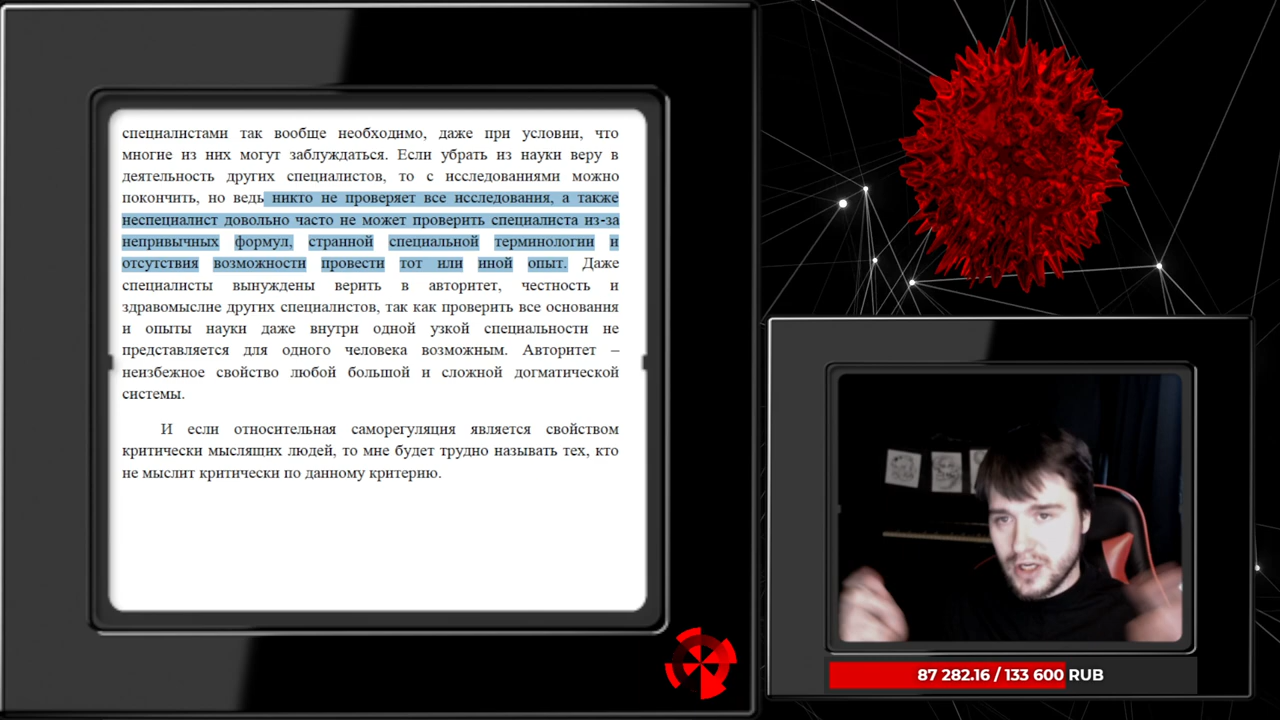 специалистами так вообще необходимо, даже при условии, что
многие из них могут заблуждаться. Если убрать из науки веру в
деятельность других специалистов, то с исследованиями можно
покончить, но ведь никто не проверяет все исследования, а также
неспециалист довольно часто не может проверить специалиста из-за
непривычных формул, странной специальной терминологии и
отсутствия возможности провести тот или иной опыт. Даже
специалисты вынуждены верить в авторитет, честность и
здравомыслие других специалистов, так как проверить все основания
и опыты науки даже внутри одной узкой специальности не
представляется для одного человека возможным. Авторитет –
неизбежное свойство любой большой и сложной догматической
системы.
И если относительная саморегуляция является свойством
критически мыслящих людей, то мне будет трудно называть тех, кто
не мыслит критически по данному критерию.
87 282.16 / 133 600 RUB